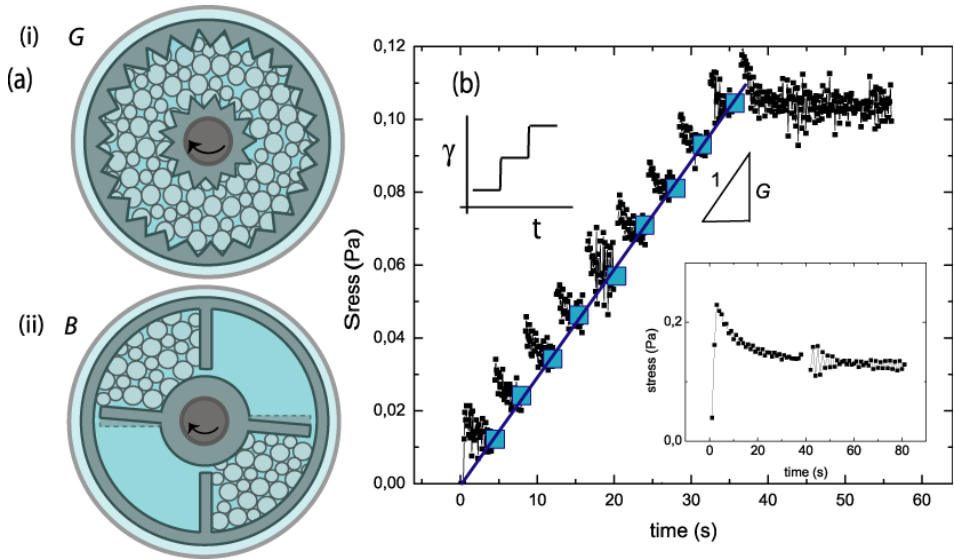 (i) G
(a)
(ii) B
(b)
Sress (Pa)
0,12
0,10
0,08
0,06
0,04
0,02
0,00
0 10 20 30 40 50 60
time (s)
γ
t
1
G
stress (Pa)
0,2
0,0
0 20 40 60 80
time (s)